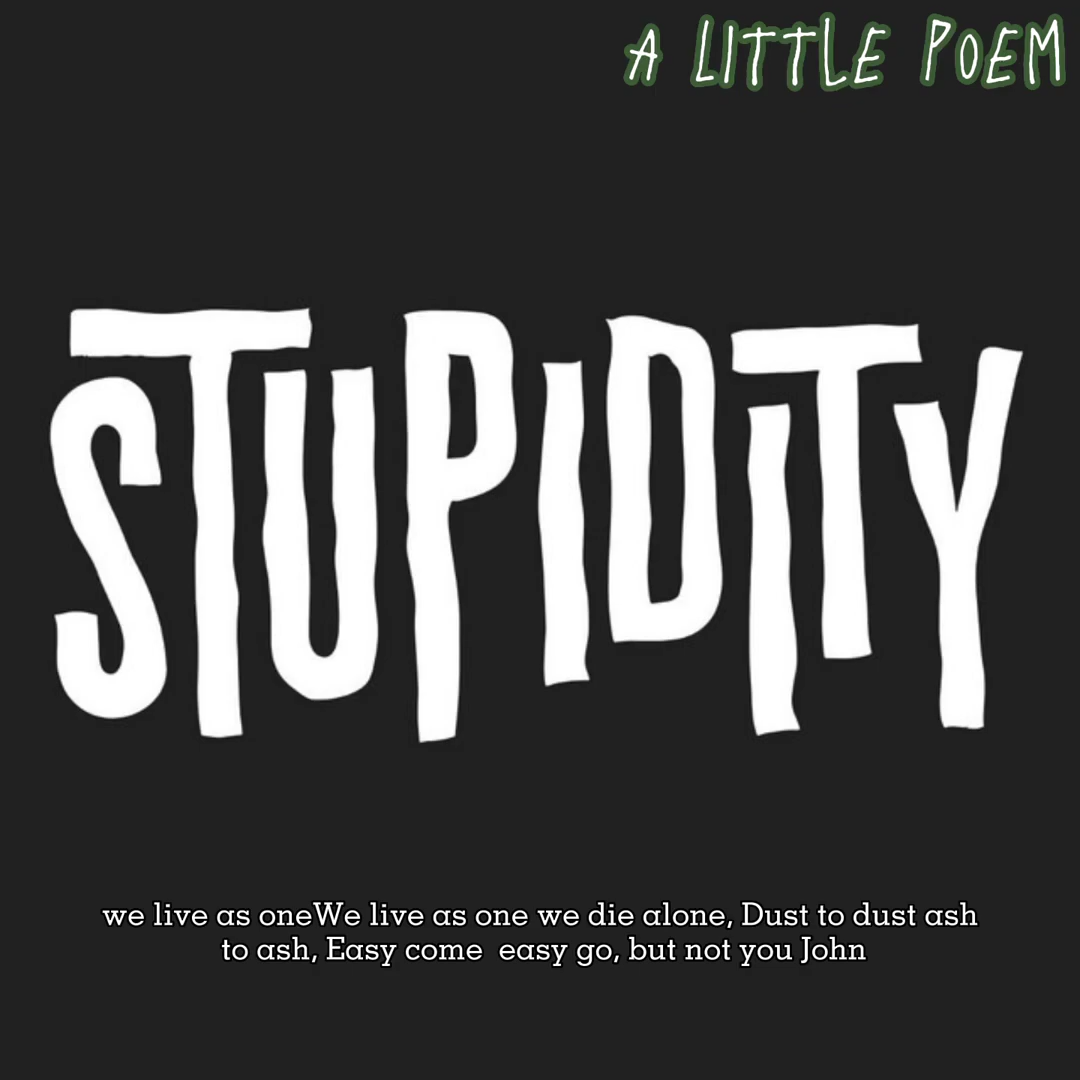 A LITTLE POEM
STUPIDITY
we live as oneWe live as one we die alone, Dust to dust ash
to ash, Easy come  easy go, but not you John